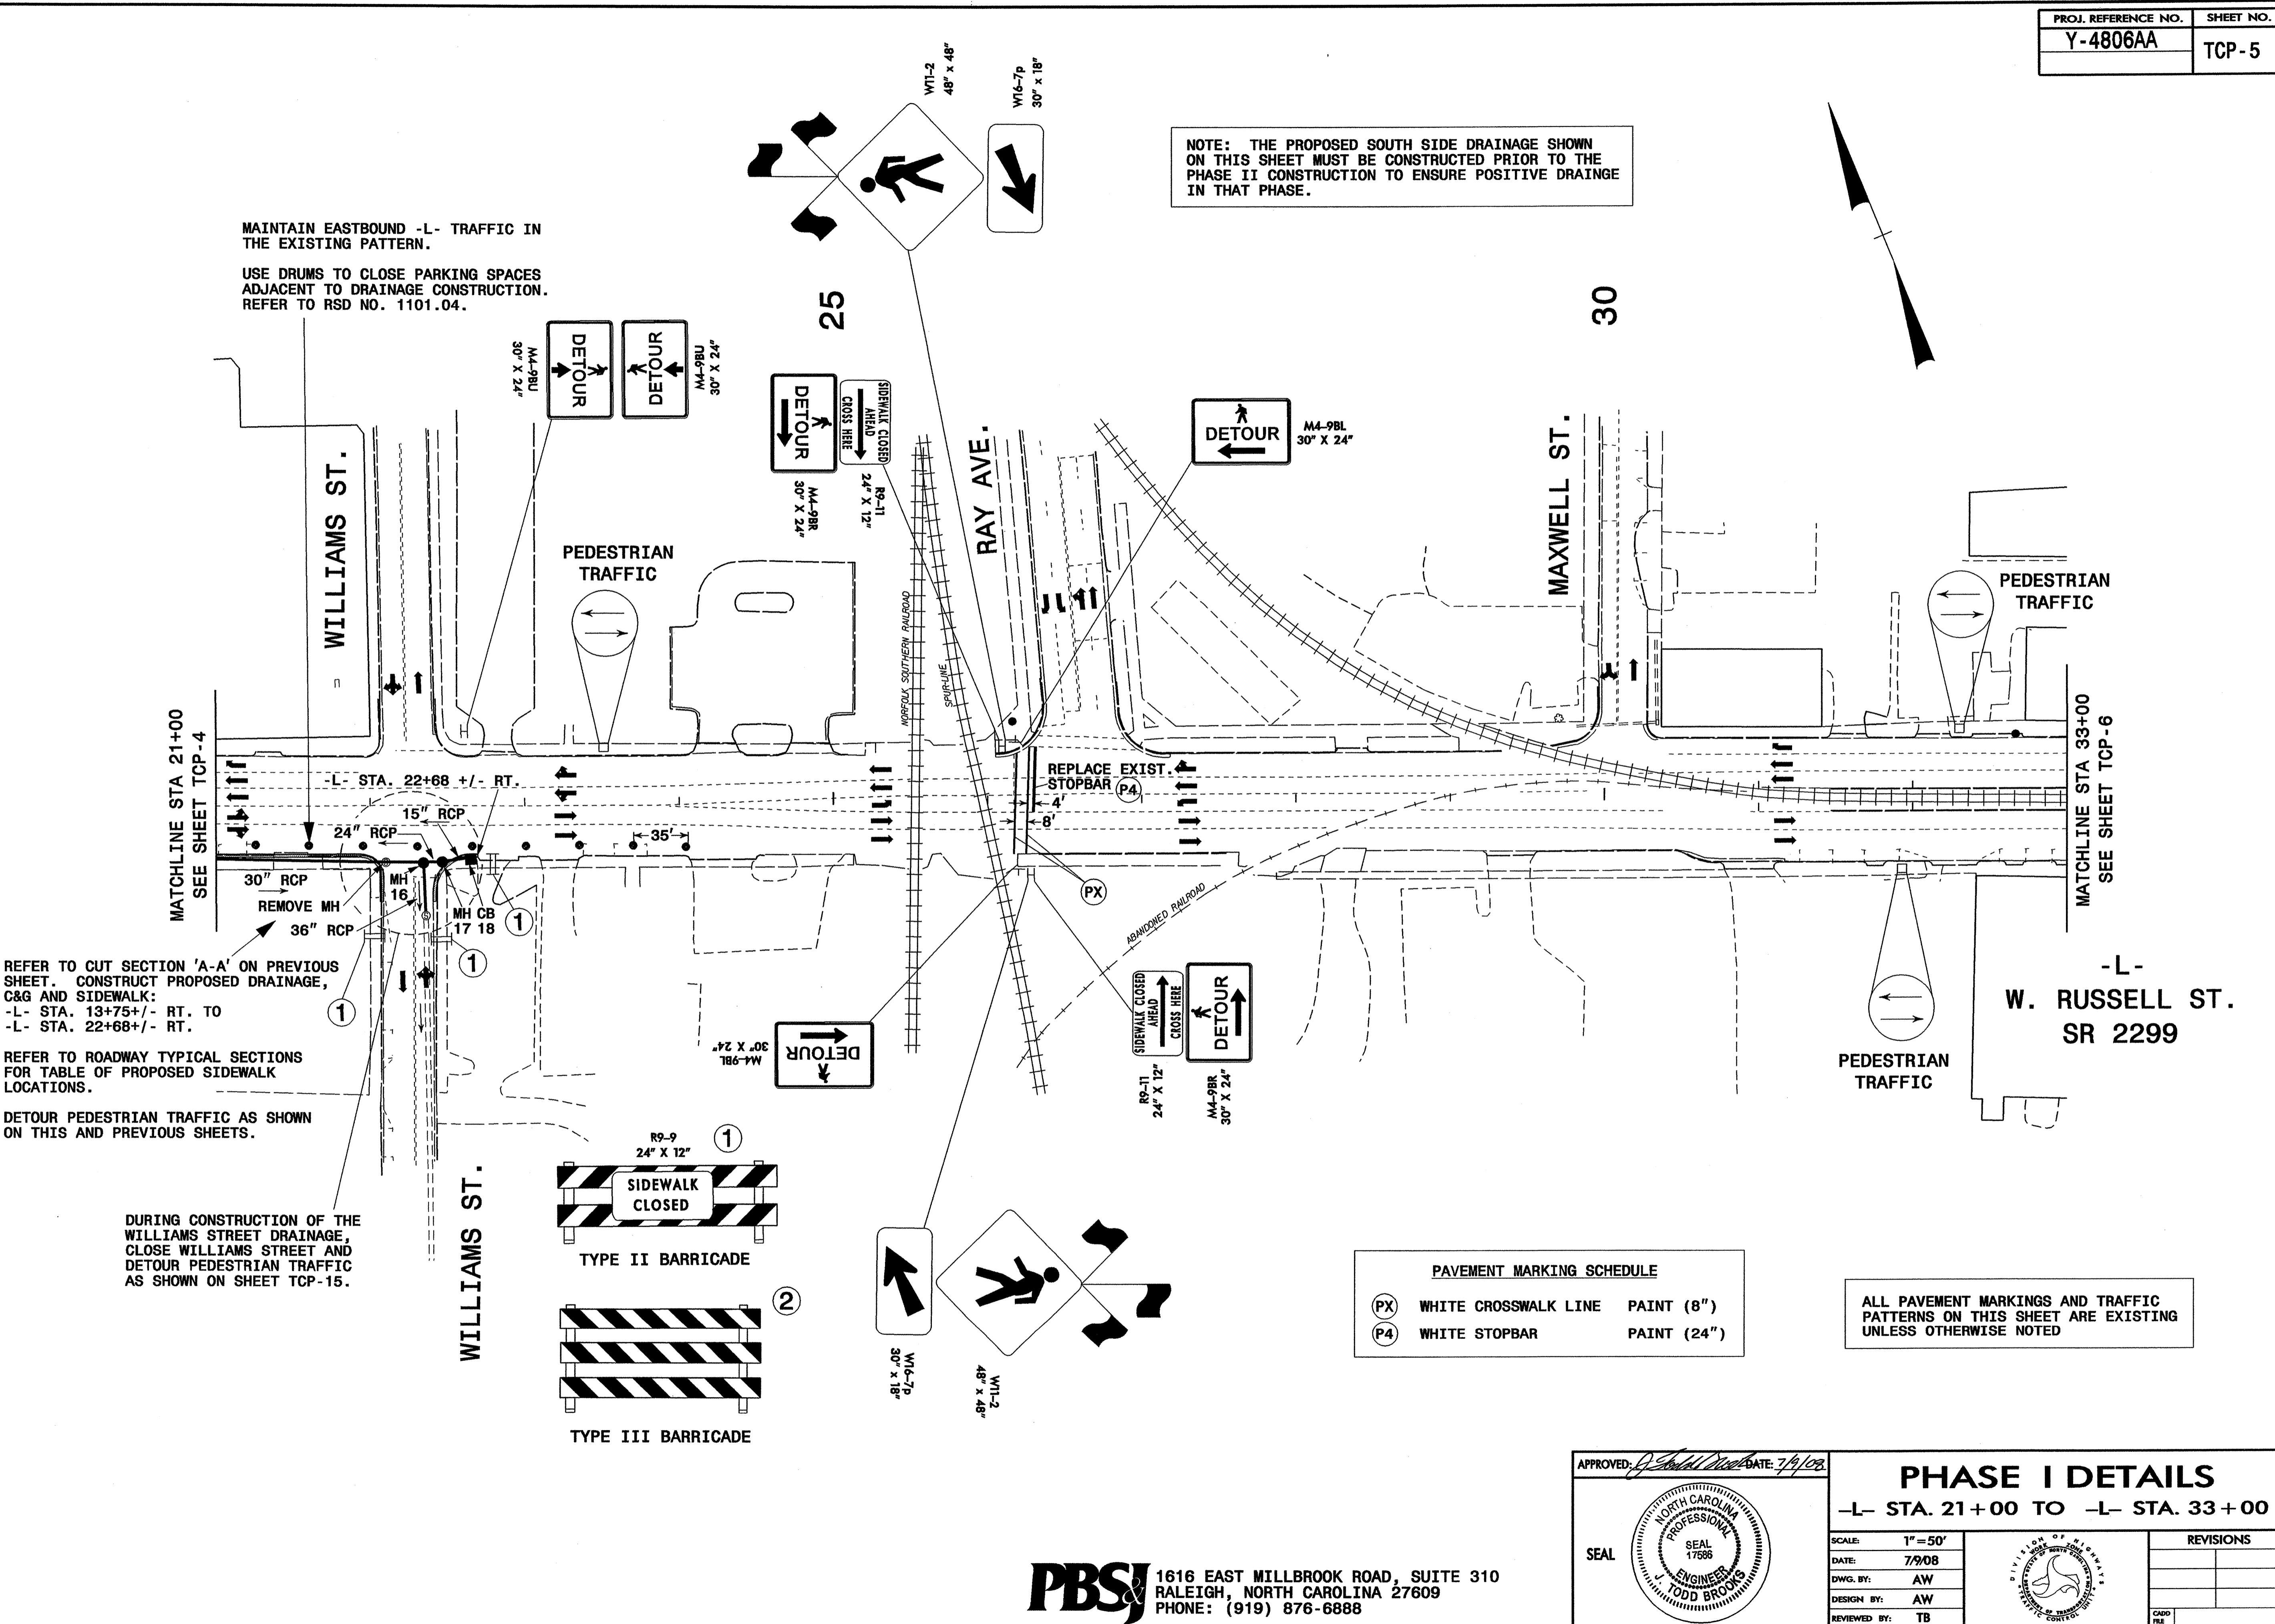 PROJ. REFERENCE NO.
SHEET NO.
Y-4806AA
TCP-5
W11-2
48" x 48"
W16-7p
30" x 18"
NOTE: THE PROPOSED SOUTH SIDE DRAINAGE SHOWN
ON THIS SHEET MUST BE CONSTRUCTED PRIOR TO THE
PHASE II CONSTRUCTION TO ENSURE POSITIVE DRAINGE
IN THAT PHASE.
MAINTAIN EASTBOUND -L- TRAFFIC IN
THE EXISTING PATTERN.
USE DRUMS TO CLOSE PARKING SPACES
ADJACENT TO DRAINAGE CONSTRUCTION.
REFER TO RSD NO. 1101.04.
25
30
M4-9BU
30" X 24"
DETOUR
DETOUR
M4-9BU
30" X 24"
DETOUR
SIDEWALK CLOSED
AHEAD
CROSS HERE
M4-9BR
30" X 24"
R9-11
24" X 12"
DETOUR
M4-9BL
30" X 24"
WILLIAMS ST.
RAY AVE.
MAXWELL ST.
PEDESTRIAN
TRAFFIC
PEDESTRIAN
TRAFFIC
NORFOLK SOUTHERN RAILROAD
SPUR-LINE
MATCHLINE STA 21+00
SEE SHEET TCP-4
-L- STA. 22+68 +/- RT.
15" RCP
24" RCP
35'
REPLACE EXIST.
STOPBAR P4
4'
8'
MATCHLINE STA 33+00
SEE SHEET TCP-6
30" RCP
REMOVE MH
36" RCP
MH
16
MH CB
17 18
1
1
1
PX
ABANDONED RAILROAD
REFER TO CUT SECTION 'A-A' ON PREVIOUS
SHEET. CONSTRUCT PROPOSED DRAINAGE,
C&G AND SIDEWALK:
-L- STA. 13+75+/- RT. TO
-L- STA. 22+68+/- RT.
REFER TO ROADWAY TYPICAL SECTIONS
FOR TABLE OF PROPOSED SIDEWALK
LOCATIONS.
DETOUR PEDESTRIAN TRAFFIC AS SHOWN
ON THIS AND PREVIOUS SHEETS.
DURING CONSTRUCTION OF THE
WILLIAMS STREET DRAINAGE,
CLOSE WILLIAMS STREET AND
DETOUR PEDESTRIAN TRAFFIC
AS SHOWN ON SHEET TCP-15.
WILLIAMS ST.
M4-9BL
30" X 24"
DETOUR
SIDEWALK CLOSED
AHEAD
CROSS HERE
DETOUR
R9-11
24" X 12"
M4-9BR
30" X 24"
PEDESTRIAN
TRAFFIC
-L-
W. RUSSELL ST.
SR 2299
R9-9
24" X 12"
1
SIDEWALK
CLOSED
TYPE II BARRICADE
2
TYPE III BARRICADE
W16-7p
30" x 18"
W11-2
48" x 48"
PAVEMENT MARKING SCHEDULE
PX WHITE CROSSWALK LINE PAINT (8")
P4 WHITE STOPBAR PAINT (24")
ALL PAVEMENT MARKINGS AND TRAFFIC
PATTERNS ON THIS SHEET ARE EXISTING
UNLESS OTHERWISE NOTED
PBS&J
1616 EAST MILLBROOK ROAD, SUITE 310
RALEIGH, NORTH CAROLINA 27609
PHONE: (919) 876-6888
APPROVED: DATE: 7/9/08
SEAL
NORTH CAROLINA
PROFESSIONAL
SEAL
17586
ENGINEER
J. TODD BROOKS
PHASE I DETAILS
-L- STA. 21+00 TO -L- STA. 33+00
SCALE: 1"=50'
DATE: 7/9/08
DWG. BY: AW
DESIGN BY: AW
REVIEWED BY: TB
DIVISION OF HIGHWAYS
WORK ZONE
TRAFFIC CONTROL UNIT
STATE OF NORTH CAROLINA
DEPARTMENT OF TRANSPORTATION
REVISIONS
CADD
FILE